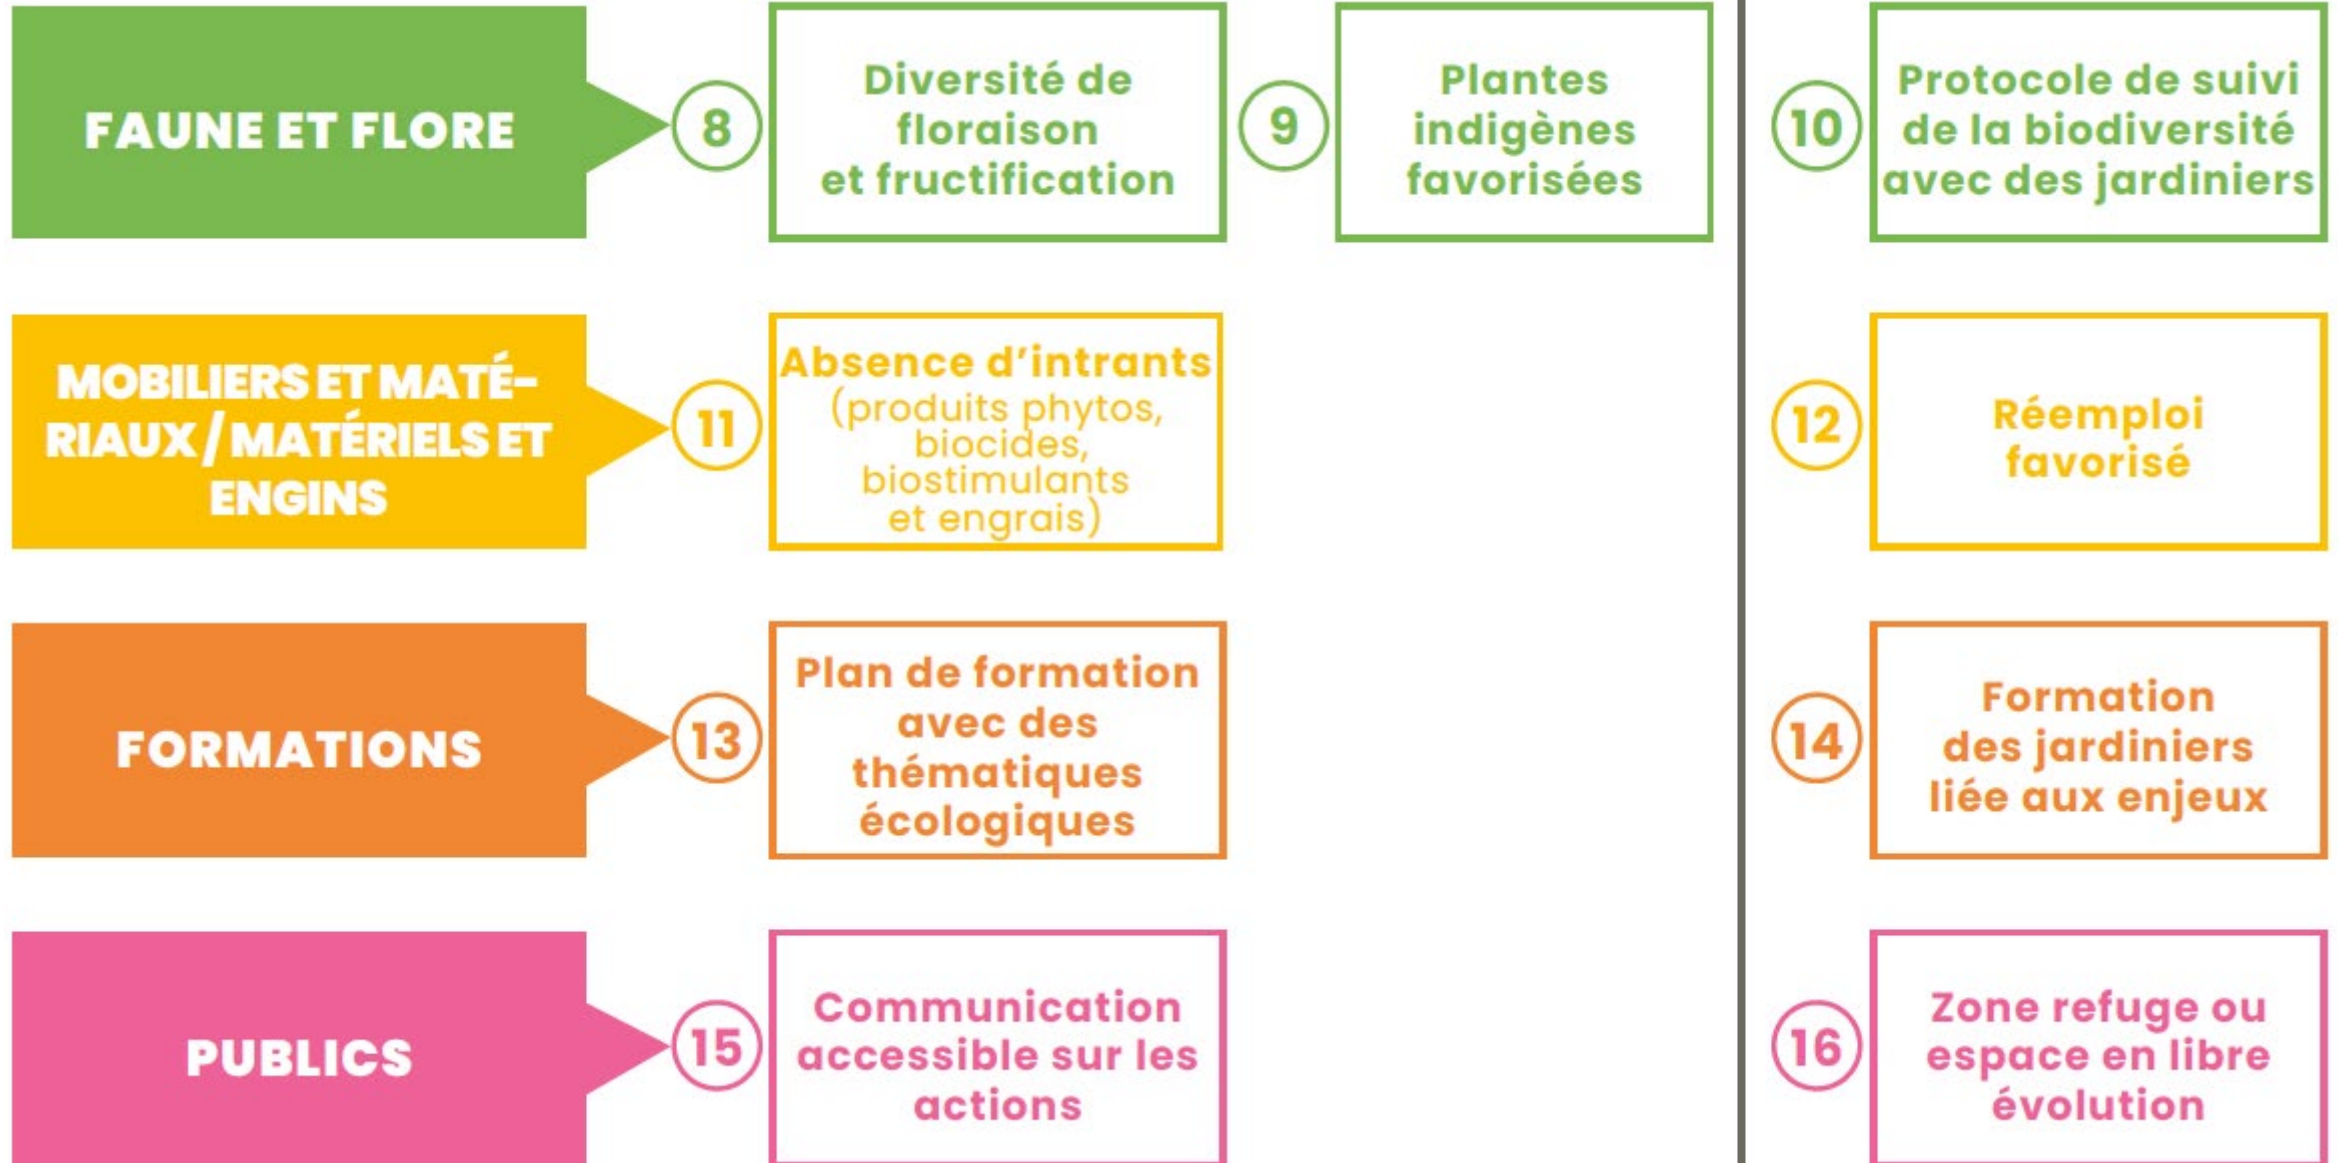 FAUNE ET FLORE
8
Diversité de
floraison
et fructification
9
Plantes
indigènes
favorisées
10
Protocole de suivi
de la biodiversité
avec des jardiniers
MOBILIERS ET MATÉ-
RIAUX / MATÉRIELS ET
ENGINS
11
Absence d’intrants
(produits phytos,
biocides,
biostimulants
et engrais)
12
Réemploi
favorisé
FORMATIONS
13
Plan de formation
avec des
thématiques
écologiques
14
Formation
des jardiniers
liée aux enjeux
PUBLICS
15
Communication
accessible sur les
actions
16
Zone refuge ou
espace en libre
évolution